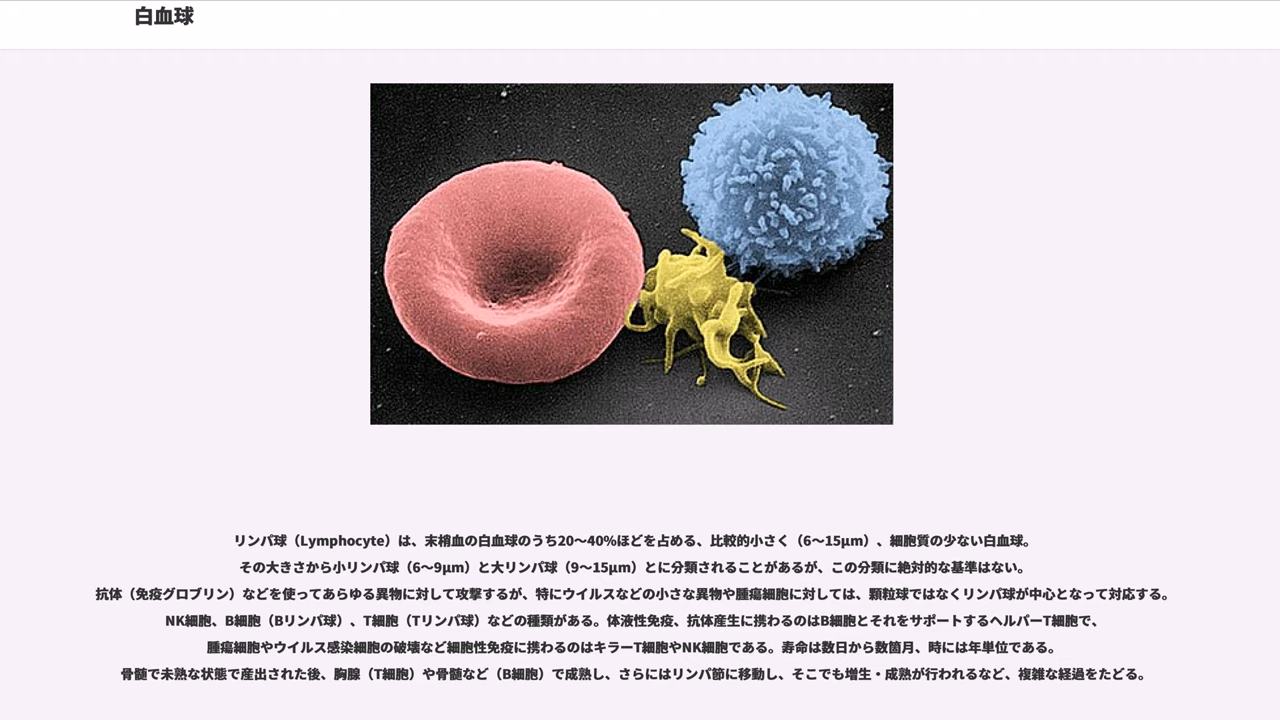 白血球
リンパ球（Lymphocyte）は、末梢血の白血球のうち20〜40%ほどを占める、比較的小さく（6〜15μm）、細胞質の少ない白血球。
その大きさから小リンパ球（6〜9μm）と大リンパ球（9〜15μm）とに分類されることがあるが、この分類に絶対的な基準はない。
抗体（免疫グロブリン）などを使ってあらゆる異物に対して攻撃するが、特にウイルスなどの小さな異物や腫瘍細胞に対しては、顆粒球ではなくリンパ球が中心となって対応する。
NK細胞、B細胞（Bリンパ球）、T細胞（Tリンパ球）などの種類がある。体液性免疫、抗体産生に携わるのはB細胞とそれをサポートするヘルパーT細胞で、
腫瘍細胞やウイルス感染細胞の破壊など細胞性免疫に携わるのはキラーT細胞やNK細胞である。寿命は数日から数箇月、時には年単位である。
骨髄で未熟な状態で産出された後、胸腺（T細胞）や骨髄など（B細胞）で成熟し、さらにはリンパ節に移動し、そこでも増生・成熟が行われるなど、複雑な経過をたどる。